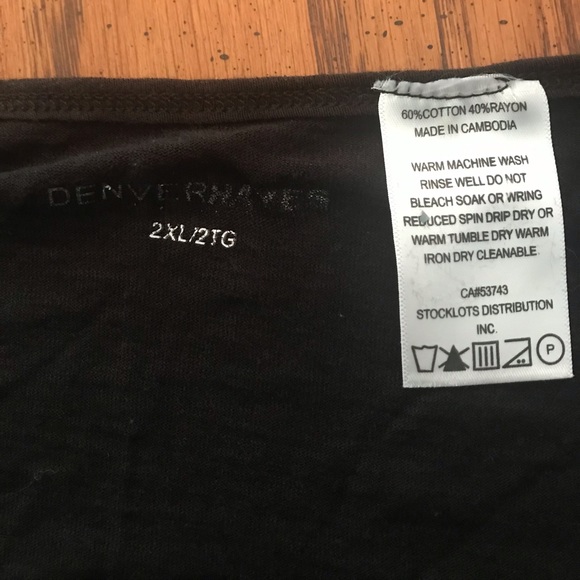 DENVERHAYES
2XL/2TG
60%COTTON 40%RAYON
MADE IN CAMBODIA
WARM MACHINE WASH
RINSE WELL DO NOT
BLEACH SOAK OR WRING
REDUCED SPIN DRIP DRY OR
WARM TUMBLE DRY WARM
IRON DRY CLEANABLE
CA#53743
STOCKLOTS DISTRIBUTION
INC.
P